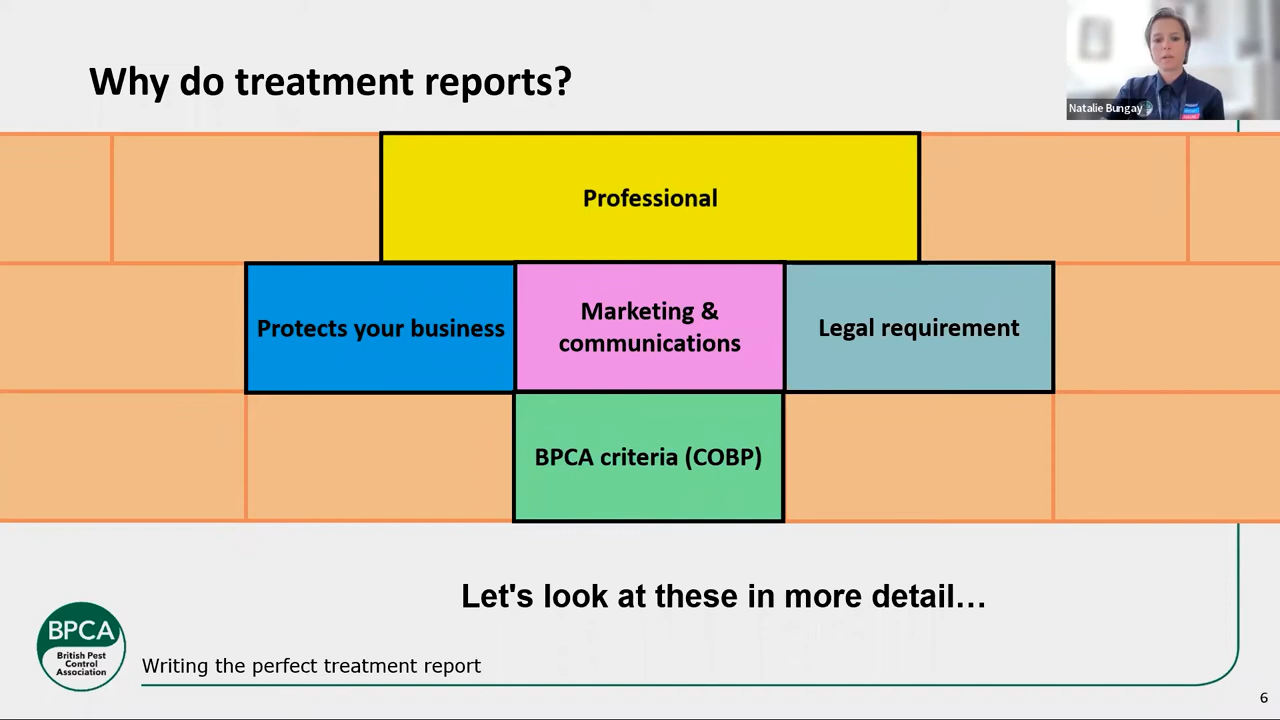 Why do treatment reports?
Natalie Bungay
Professional
Protects your business
Marketing &
communications
Legal requirement
BPCA criteria (COBP)
Let's look at these in more detail…
BPCA
British Pest
Control
Association
Writing the perfect treatment report
6